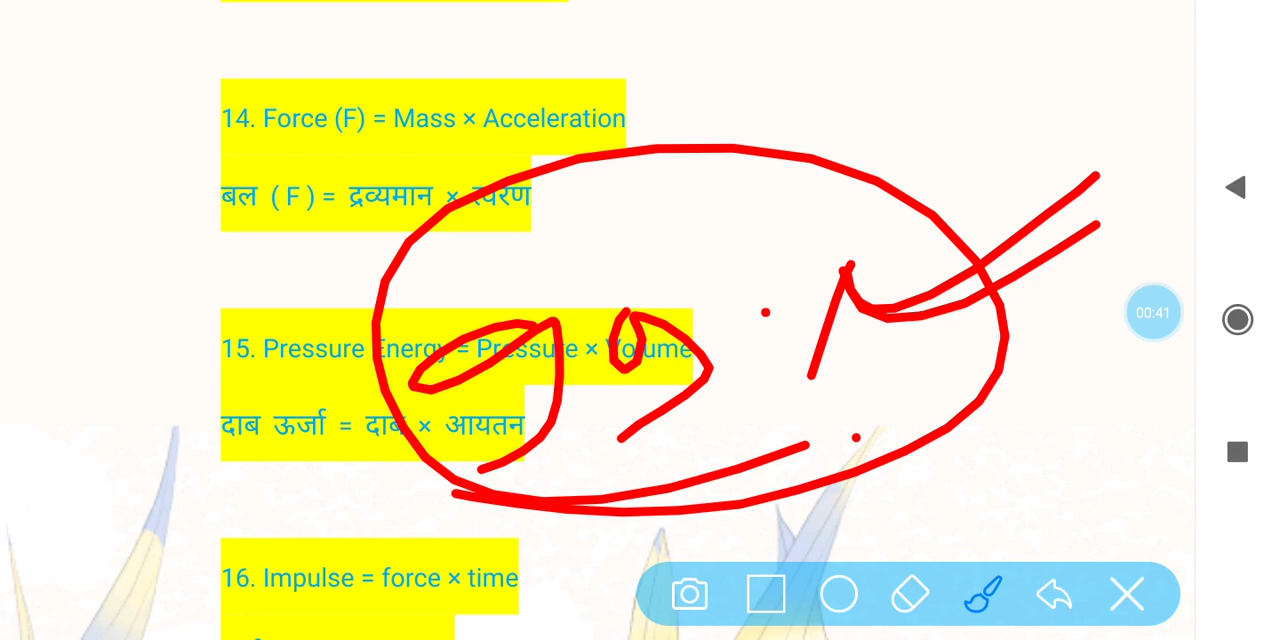 14. Force (F) = Mass × Acceleration
बल ( F ) = द्रव्यमान × त्वरण
15. Pressure Energy = Pressure × Volume
दाब ऊर्जा = दाब × आयतन
16. Impulse = force × time
00:41